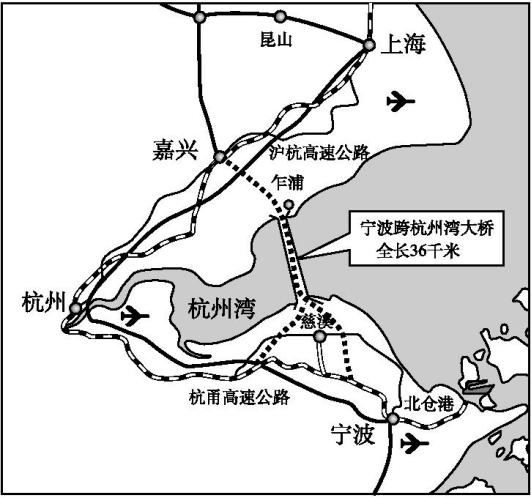 昆山
上海
嘉兴
沪杭高速公路
乍浦
宁波跨杭州湾大桥
全长36千米
杭州
杭州湾
慈溪
杭甬高速公路
北仓港
宁波